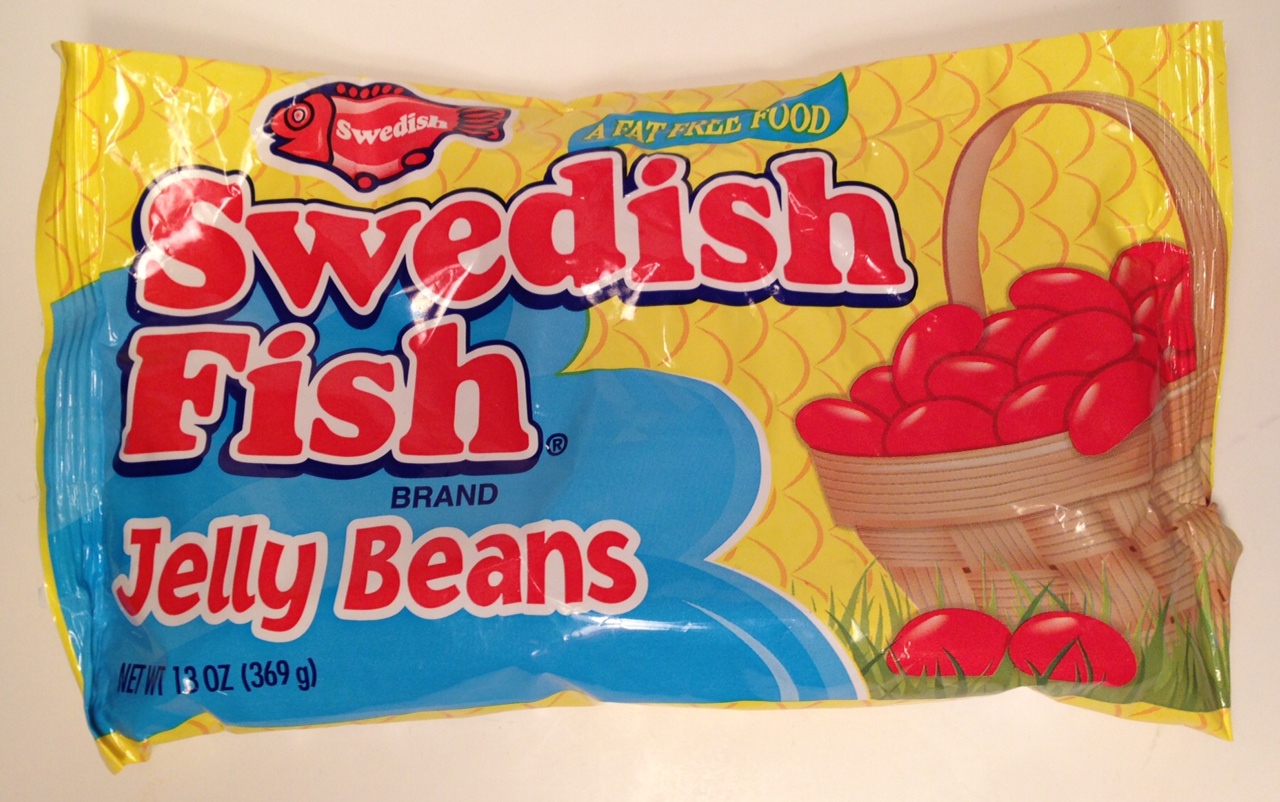 Swedish
A FAT FREE FOOD
Swedish
Fish®
BRAND
Jelly Beans
NET WT 13 OZ (369 g)